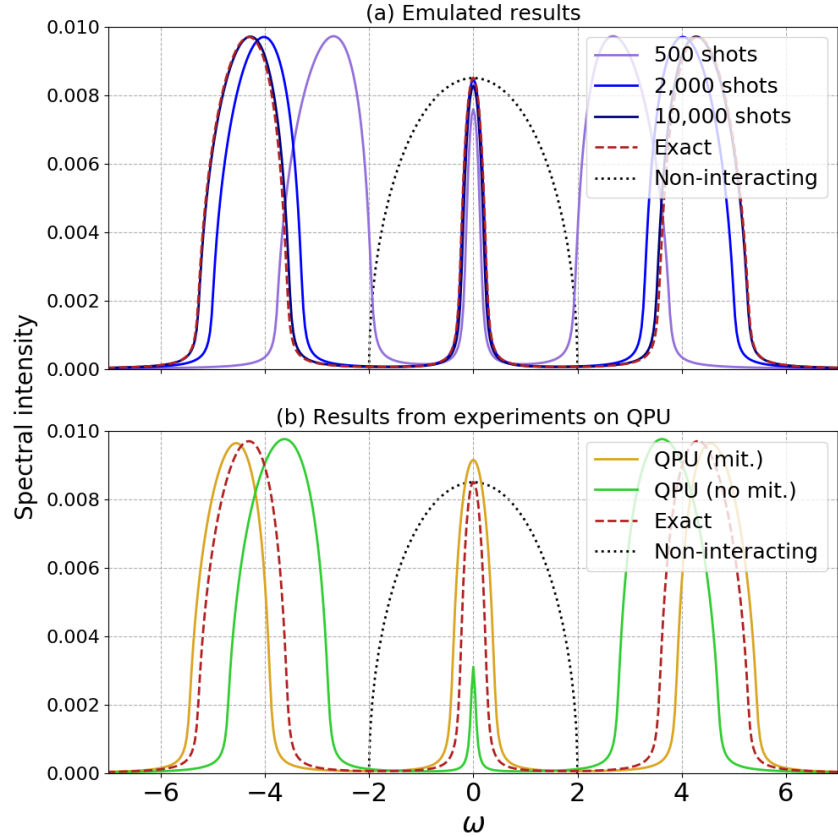 (a) Emulated results
0.010
0.008
0.006
0.004
0.002
0.000
500 shots
2,000 shots
10,000 shots
Exact
Non-interacting
Spectral intensity
(b) Results from experiments on QPU
0.010
0.008
0.006
0.004
0.002
0.000
QPU (mit.)
QPU (no mit.)
Exact
Non-interacting
−6 −4 −2 0 2 4 6
ω